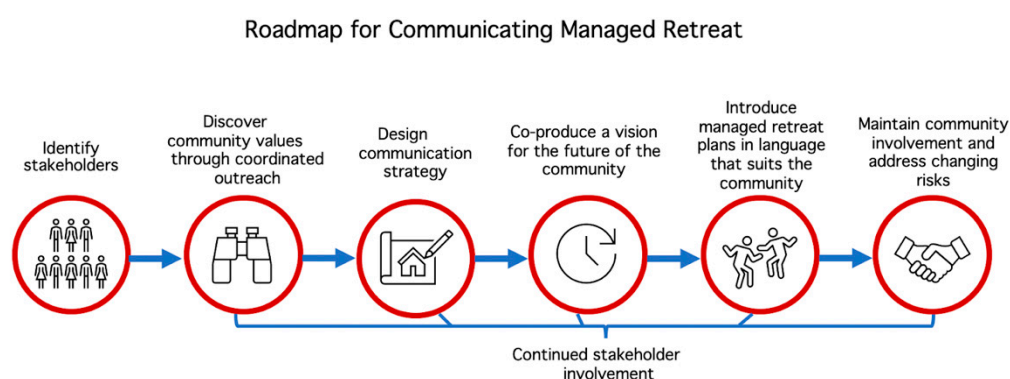 Roadmap for Communicating Managed Retreat
Identify
stakeholders
Discover
community values
through coordinated
outreach
Design
communication
strategy
Co-produce a vision
for the future of the
community
Introduce
managed retreat
plans in language
that suits the
community
Maintain community
involvement and
address changing
risks
Continued stakeholder
involvement